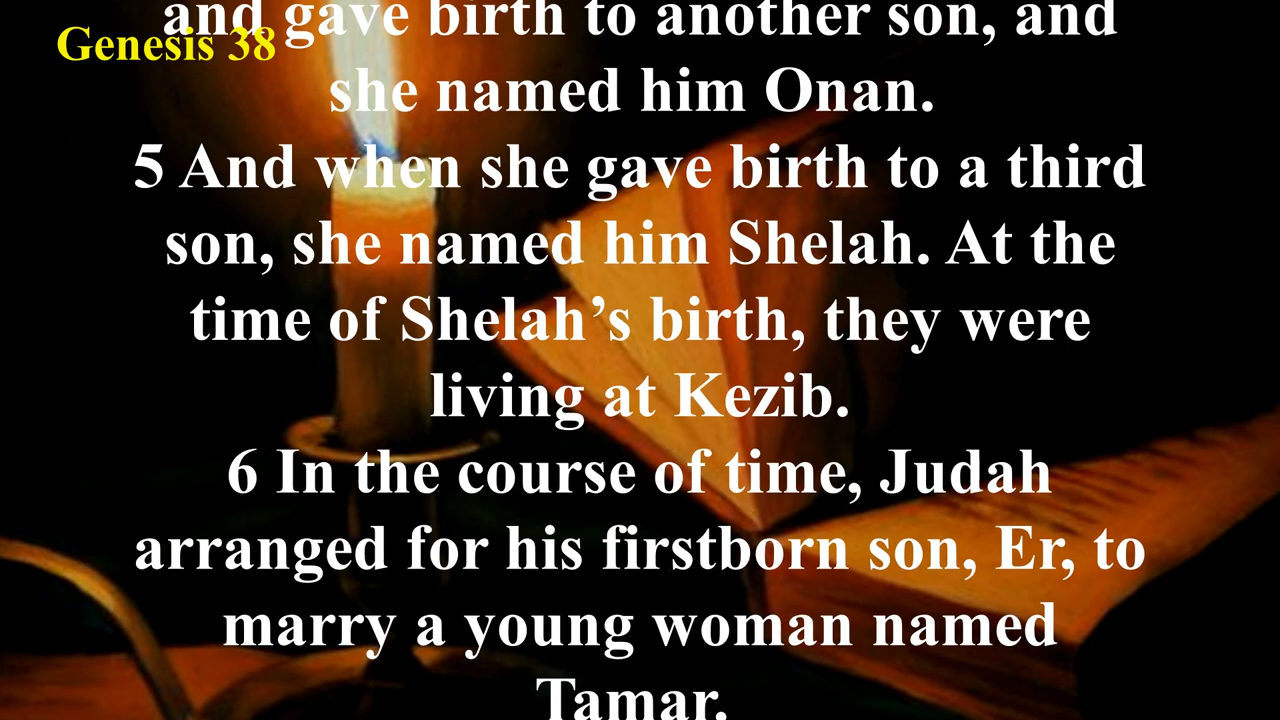 Genesis 38
and gave birth to another son, and
she named him Onan.
5 And when she gave birth to a third
son, she named him Shelah. At the
time of Shelah’s birth, they were
living at Kezib.
6 In the course of time, Judah
arranged for his firstborn son, Er, to
marry a young woman named
Tamar.